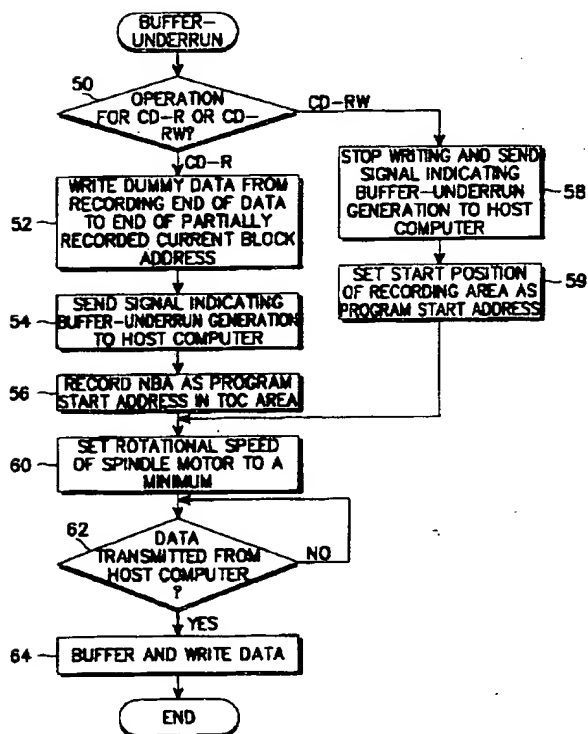 BUFFER-
UNDERRUN
50
OPERATION
FOR CD-R OR CD-
RW?
CD-RW
CD-R
52
WRITE DUMMY DATA FROM
RECORDING END OF DATA
TO END OF PARTIALLY
RECORDED CURRENT BLOCK
ADDRESS
STOP WRITING AND SEND
SIGNAL INDICATING
BUFFER-UNDERRUN
GENERATION TO HOST
COMPUTER
58
54
SEND SIGNAL INDICATING
BUFFER-UNDERRUN GENERATION
TO HOST COMPUTER
SET START POSITION
OF RECORDING AREA AS
PROGRAM START ADDRESS
59
56
RECORD NBA AS PROGRAM
START ADDRESS IN TOC AREA
60
SET ROTATIONAL SPEED
OF SPINDLE MOTOR TO A
MINIMUM
62
DATA
TRANSMITTED FROM
HOST COMPUTER
?
NO
YES
64
BUFFER AND WRITE DATA
END